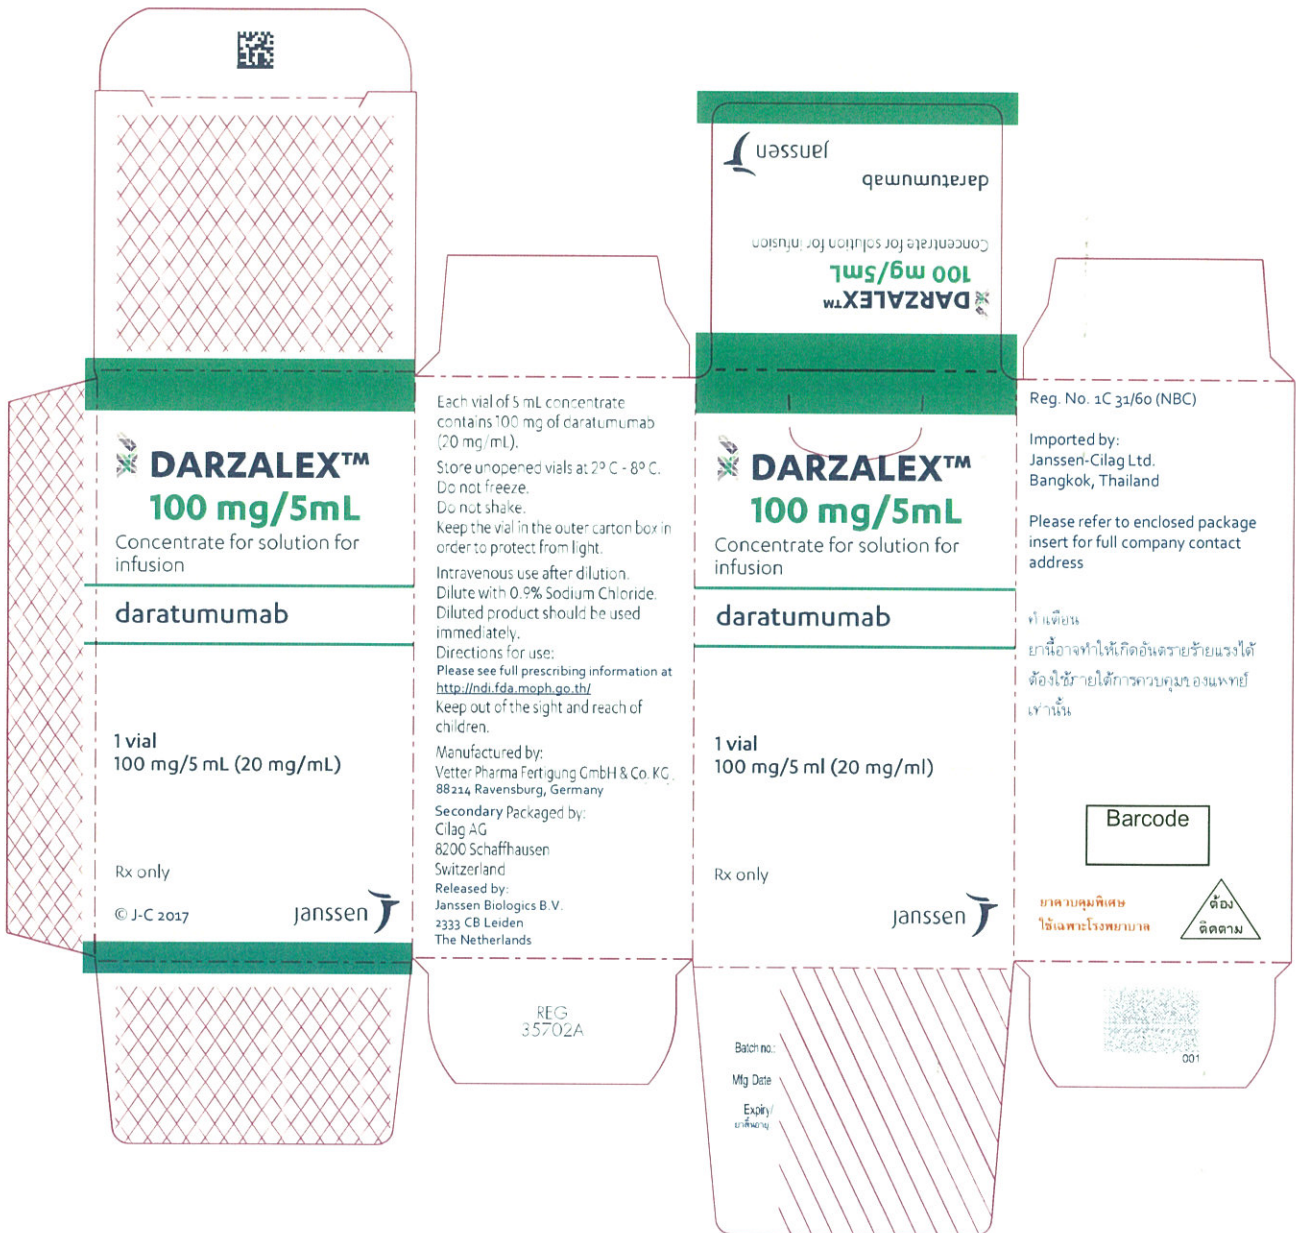 DARZALEX™
100 mg/5mL
Concentrate for solution for
infusion
daratumumab
1 vial
100 mg/5 mL (20 mg/mL)
Rx only
© J-C 2017
janssen
Each vial of 5 mL concentrate
contains 100 mg of daratumumab
(20 mg/mL).
Store unopened vials at 2º C - 8º C.
Do not freeze.
Do not shake.
Keep the vial in the outer carton box in
order to protect from light.
Intravenous use after dilution.
Dilute with 0.9% Sodium Chloride.
Diluted product should be used
immediately.
Directions for use:
Please see full prescribing information at
http://ndi.fda.moph.go.th/
Keep out of the sight and reach of
children.
Manufactured by:
Vetter Pharma Fertigung GmbH & Co. KG,
88214 Ravensburg, Germany
Secondary Packaged by:
Cilag AG
8200 Schaffhausen
Switzerland
Released by:
Janssen Biologics B.V.
2333 CB Leiden
The Netherlands
REG
35702A
DARZALEX™
100 mg/5mL
Concentrate for solution for infusion
daratumumab
janssen
DARZALEX™
100 mg/5mL
Concentrate for solution for
infusion
daratumumab
1 vial
100 mg/5 ml (20 mg/ml)
Rx only
janssen
Batch no.:
Mfg Date
Expiry/
ยาสิ้นอายุ
Reg. No. 1C 31/60 (NBC)
Imported by:
Janssen-Cilag Ltd.
Bangkok, Thailand
Please refer to enclosed package
insert for full company contact
address
คำเตือน
ยานี้อาจทำให้เกิดอันตรายร้ายแรงได้
ต้องใช้ภายใต้การควบคุมของแพทย์
เท่านั้น
Barcode
ยาควบคุมพิเศษ
ใช้เฉพาะโรงพยาบาล
ต้อง
ติดตาม
001